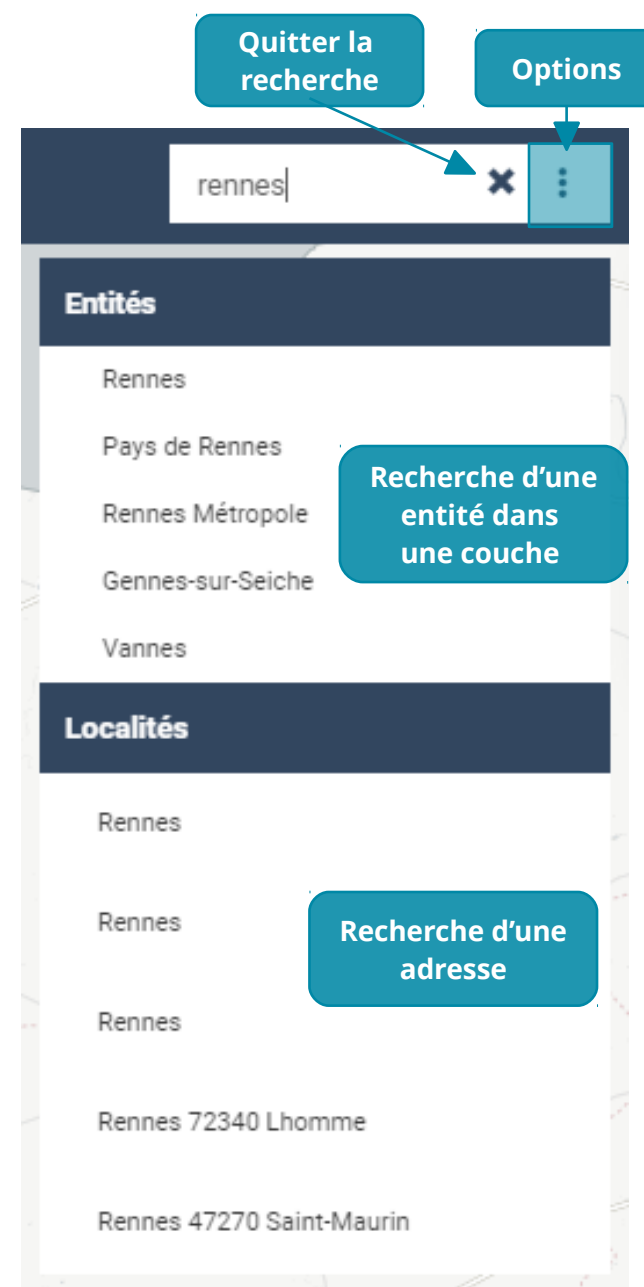 Quitter la
recherche
Options
rennes
Entités
Rennes
Pays de Rennes
Rennes Métropole
Gennes-sur-Seiche
Vannes
Recherche d’une
entité dans
une couche
Localités
Rennes
Rennes
Rennes
Rennes 72340 Lhomme
Rennes 47270 Saint-Maurin
Recherche d’une
adresse